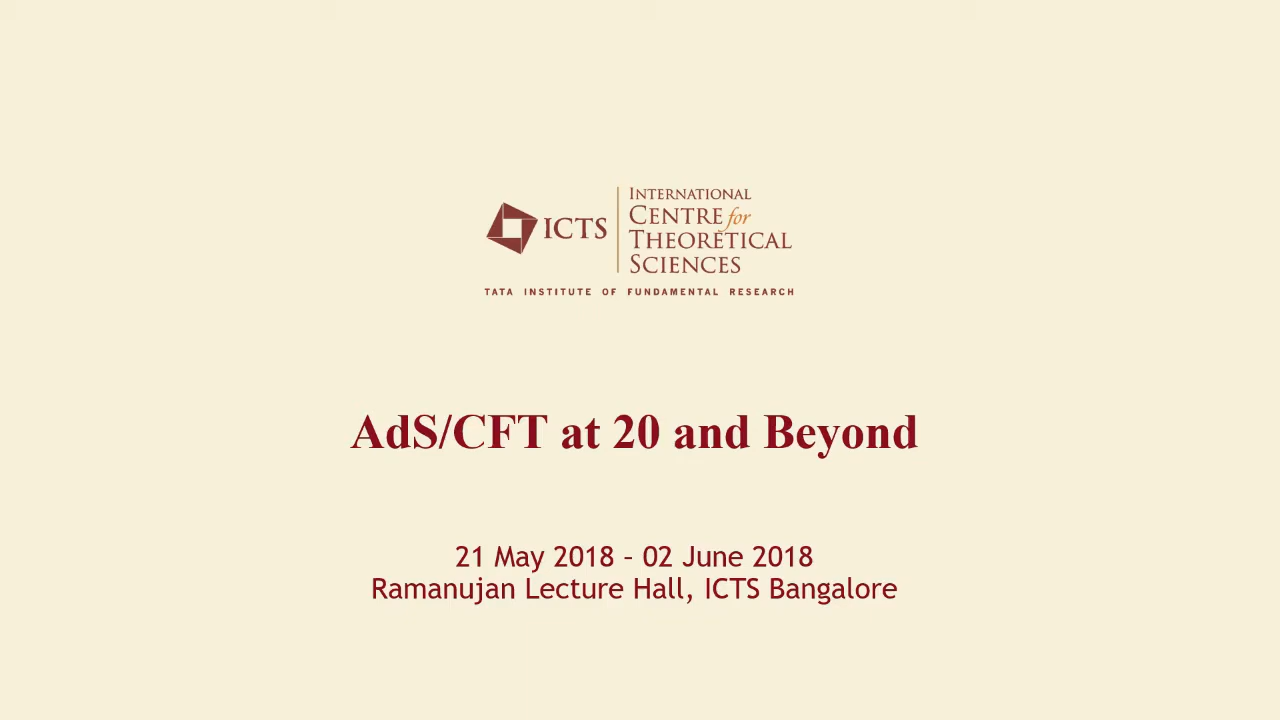 ICTS
INTERNATIONAL
CENTRE for
THEORETICAL
SCIENCES
TATA INSTITUTE OF FUNDAMENTAL RESEARCH
AdS/CFT at 20 and Beyond
21 May 2018 – 02 June 2018
Ramanujan Lecture Hall, ICTS Bangalore